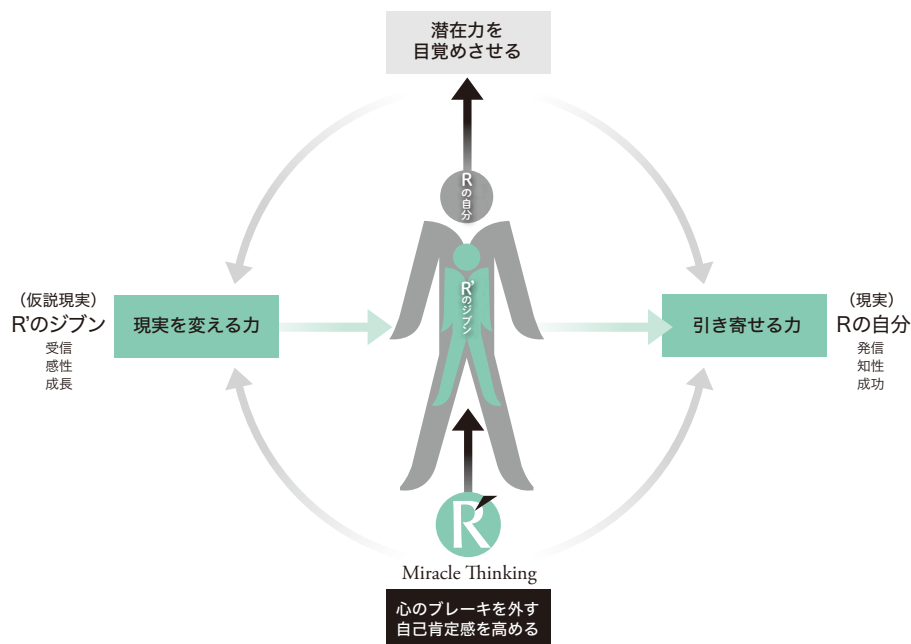 潜在力を
目覚めさせる
Rの自分
R’のジブン
（仮説現実）
R’のジブン
受信
感性
成長
現実を変える力
引き寄せる力
（現実）
Rの自分
発信
知性
成功
R’
Miracle Thinking
心のブレーキを外す
自己肯定感を高める